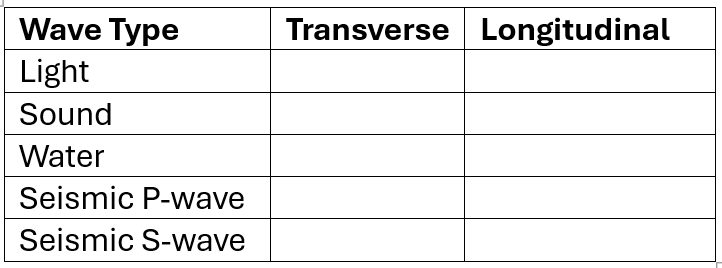 Wave Type Transverse Longitudinal
Light
Sound
Water
Seismic P-wave
Seismic S-wave